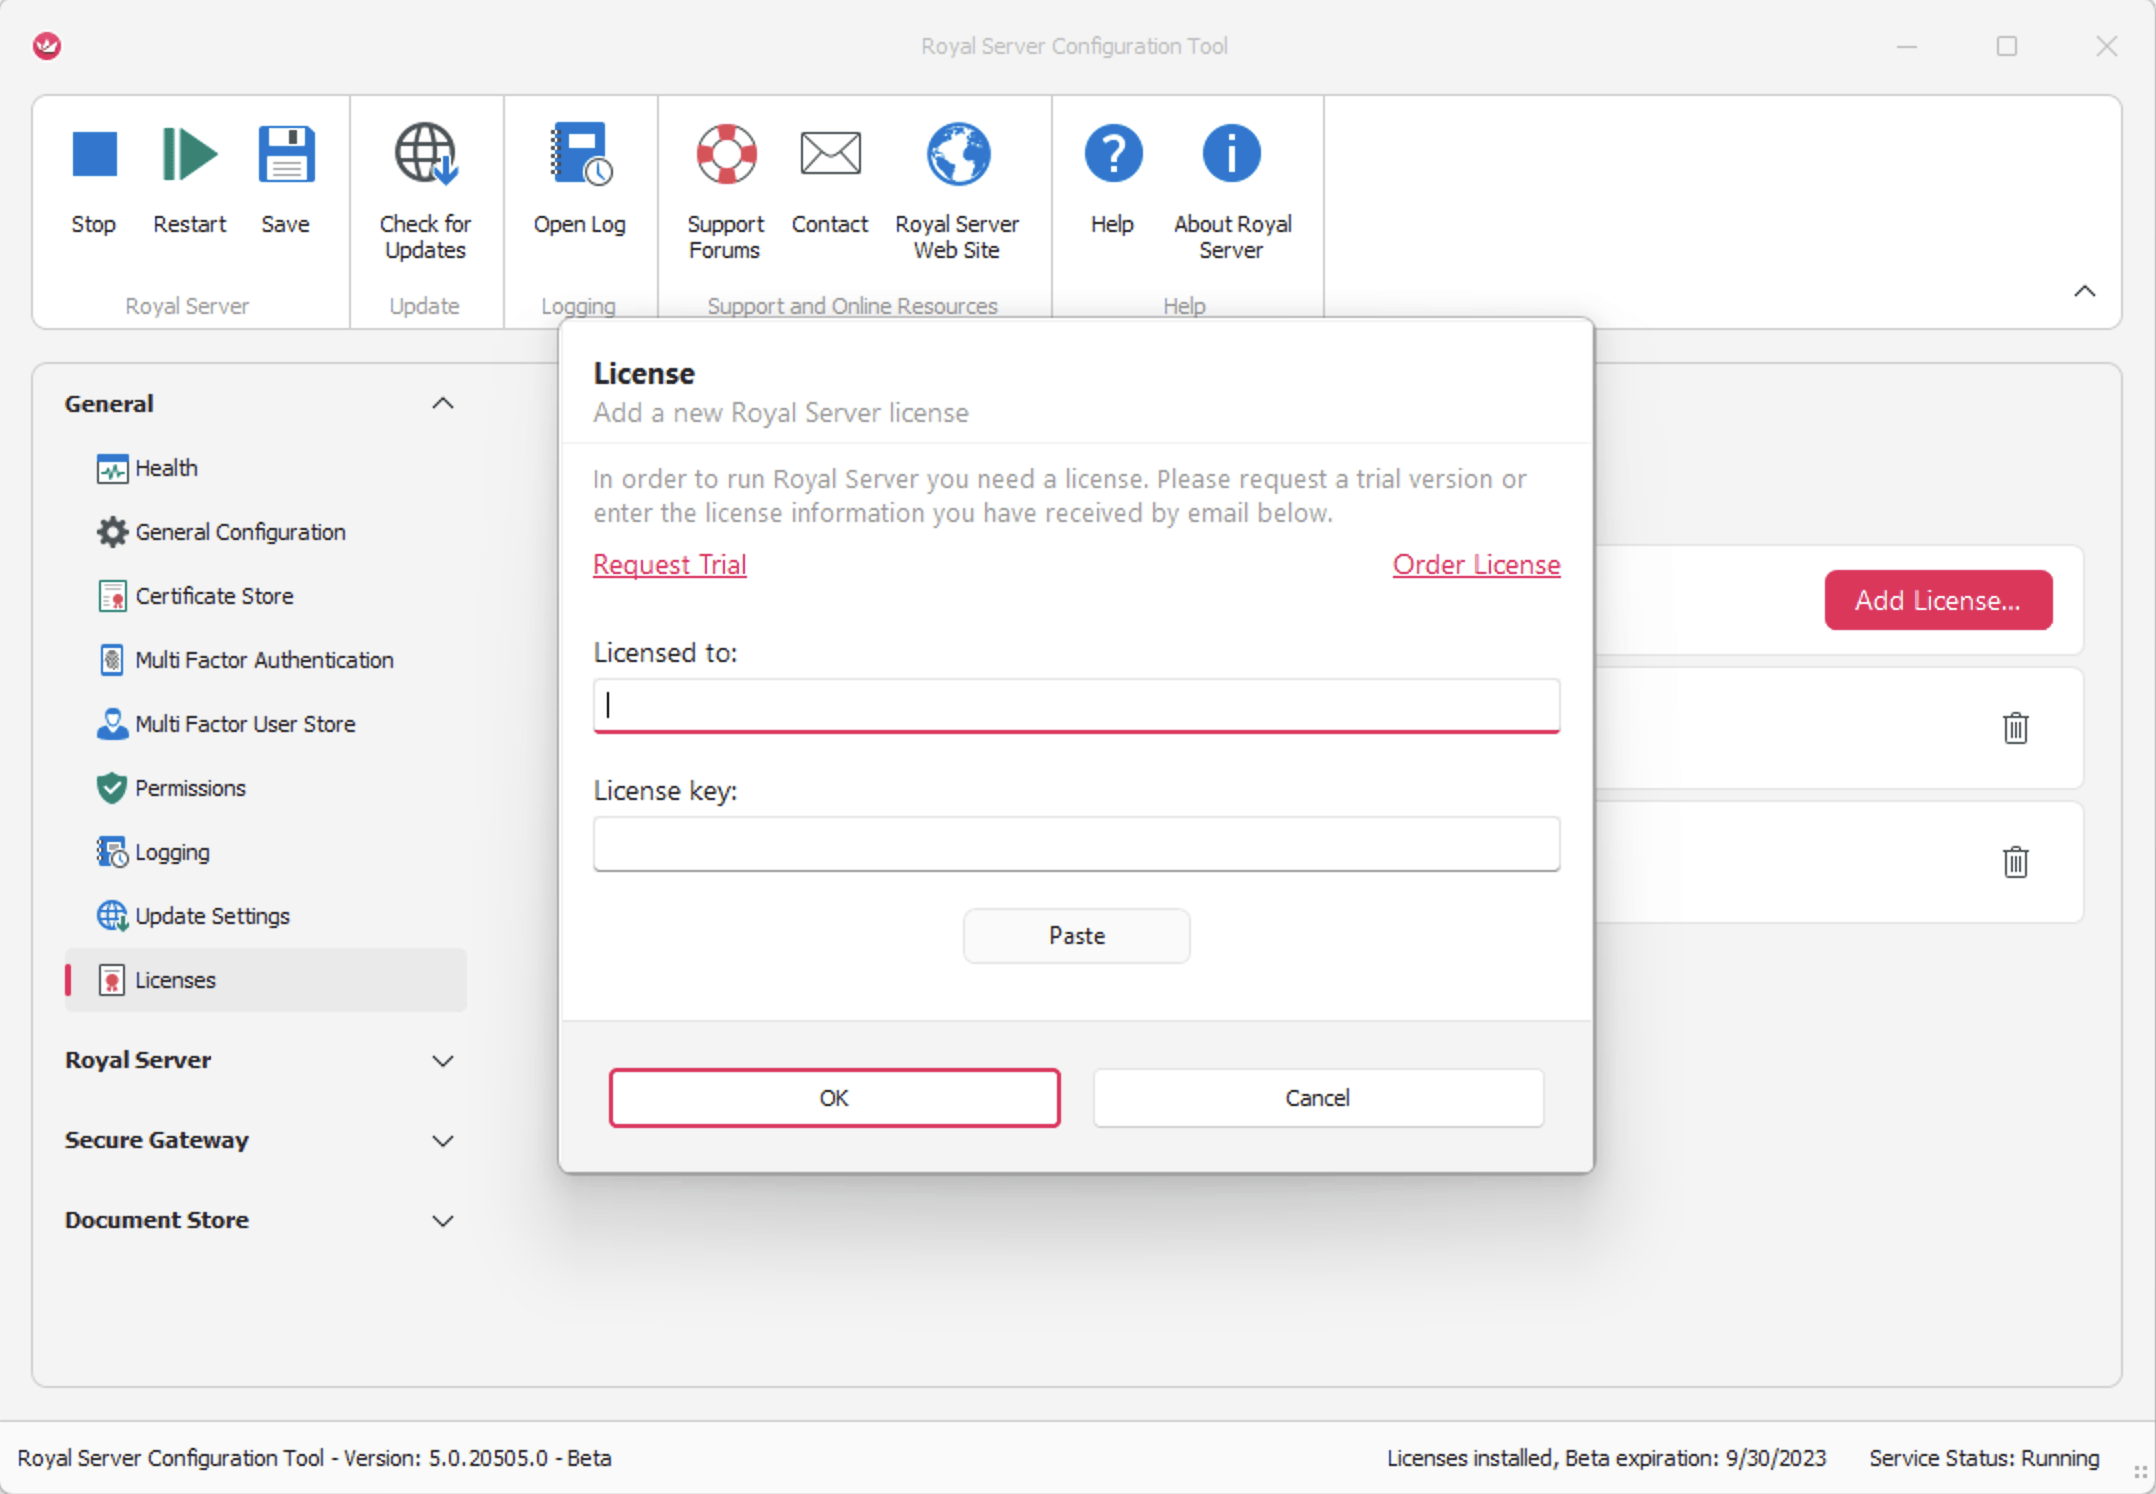 Royal Server Configuration Tool
Stop
Restart
Save
Check for
Updates
Open Log
Support
Forums
Contact
Royal Server
Web Site
Help
About Royal
Server
Royal Server
Update
Logging
Support and Online Resources
Help
General
Health
General Configuration
Certificate Store
Multi Factor Authentication
Multi Factor User Store
Permissions
Logging
Update Settings
Licenses
Royal Server
Secure Gateway
Document Store
License
Add a new Royal Server license
In order to run Royal Server you need a license. Please request a trial version or
enter the license information you have received by email below.
Request Trial
Order License
Licensed to:
License key:
Paste
OK
Cancel
Add License...
Royal Server Configuration Tool - Version: 5.0.20505.0 - Beta
Licenses installed, Beta expiration: 9/30/2023
Service Status: Running